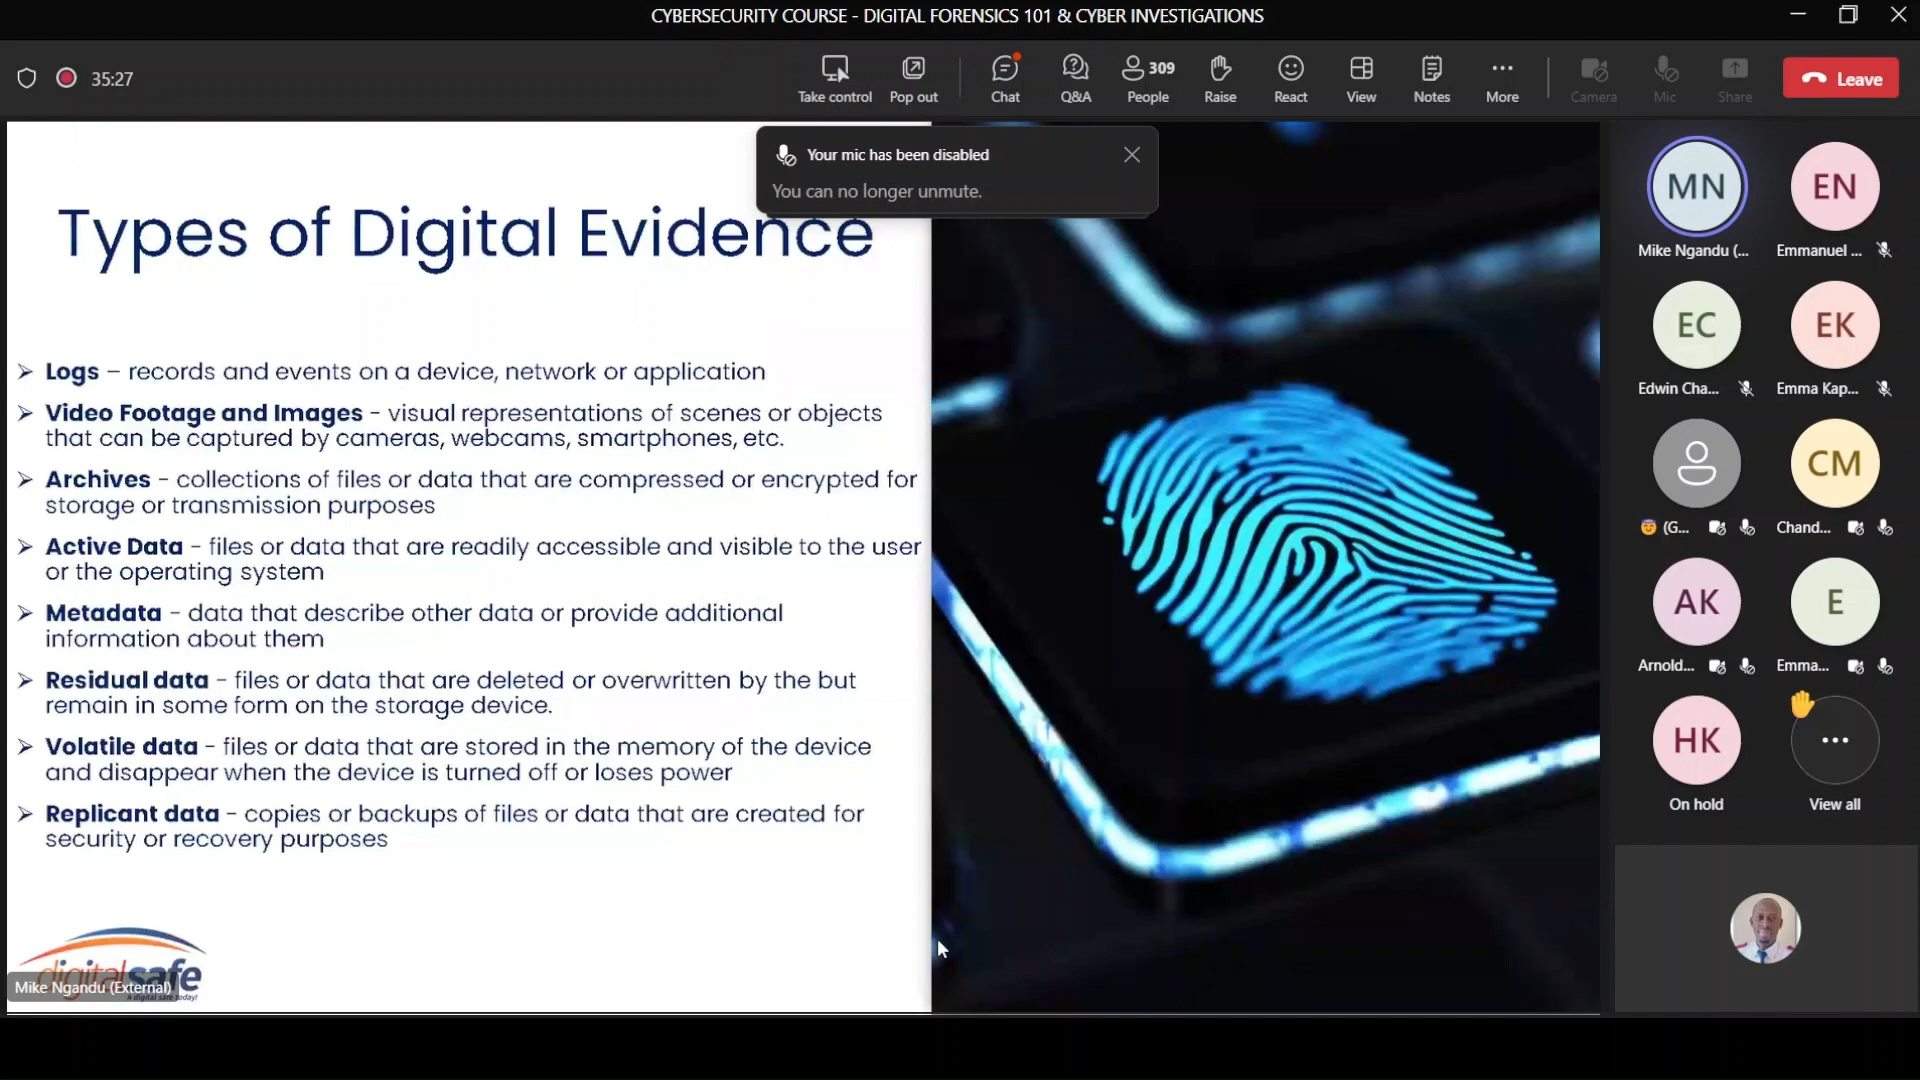 CYBERSECURITY COURSE - DIGITAL FORENSICS 101 & CYBER INVESTIGATIONS
35:27
Take control
Pop out
Chat
Q&A
309
People
Raise
React
View
Notes
More
Camera
Mic
Share
Leave
Your mic has been disabled
You can no longer unmute.
Types of Digital Evidence
➢ Logs – records and events on a device, network or application
➢ Video Footage and Images - visual representations of scenes or objects
that can be captured by cameras, webcams, smartphones, etc.
➢ Archives - collections of files or data that are compressed or encrypted for
storage or transmission purposes
➢ Active Data - files or data that are readily accessible and visible to the user
or the operating system
➢ Metadata - data that describe other data or provide additional
information about them
➢ Residual data - files or data that are deleted or overwritten by the but
remain in some form on the storage device.
➢ Volatile data - files or data that are stored in the memory of the device
and disappear when the device is turned off or loses power
➢ Replicant data - copies or backups of files or data that are created for
security or recovery purposes
digitalsafe
A digital safe today!
Mike Ngandu (External)
MN
EN
Mike Ngandu (...
Emmanuel ...
EC
EK
Edwin Cha...
Emma Kap...
CM
(G...
Chand...
AK
E
Arnold...
Emma...
HK
On hold
View all